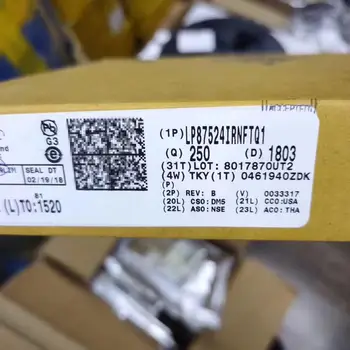 ACCEPTED
G3
SEAL DT
02/19/18
(L)TO:1520
(1P) LP87524IRNFTQ1
(Q) 250 (D) 1803
(31T)LOT: 8017870UT2
(4W) TKY(1T) 0461940ZDK
(P)
(2P) REV: B (V) 0033317
(20L) CSO:DM5 (21L) CCO:USA
(22L) ASO:NSE (23L) ACO:THA